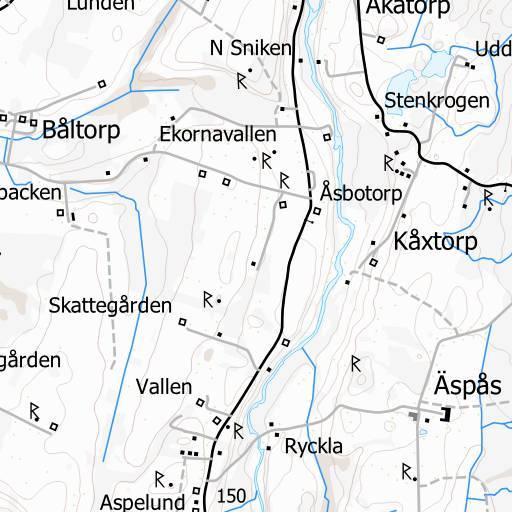 Lunden
Åkatorp
N Sniken
Udd
Stenkrogen
Båltorp
Ekornavallen
backen
Åsbotorp
Kåxtorp
Skattegården
gården
Vallen
Äspås
Ryckla
Aspelund
150